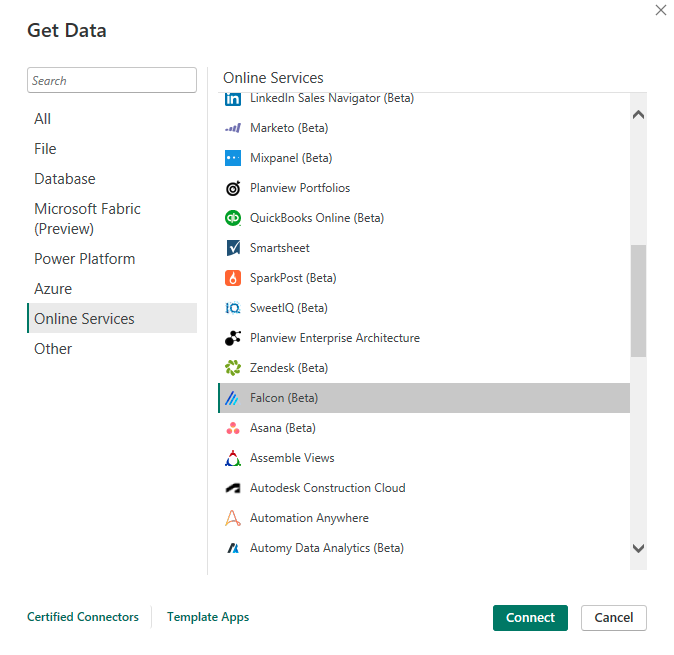 Get Data
Search
All
File
Database
Microsoft Fabric
(Preview)
Power Platform
Azure
Online Services
Other
Online Services
LinkedIn Sales Navigator (Beta)
Marketo (Beta)
Mixpanel (Beta)
Planview Portfolios
QuickBooks Online (Beta)
Smartsheet
SparkPost (Beta)
SweetIQ (Beta)
Planview Enterprise Architecture
Zendesk (Beta)
Falcon (Beta)
Asana (Beta)
Assemble Views
Autodesk Construction Cloud
Automation Anywhere
Automy Data Analytics (Beta)
Certified Connectors
Template Apps
Connect
Cancel